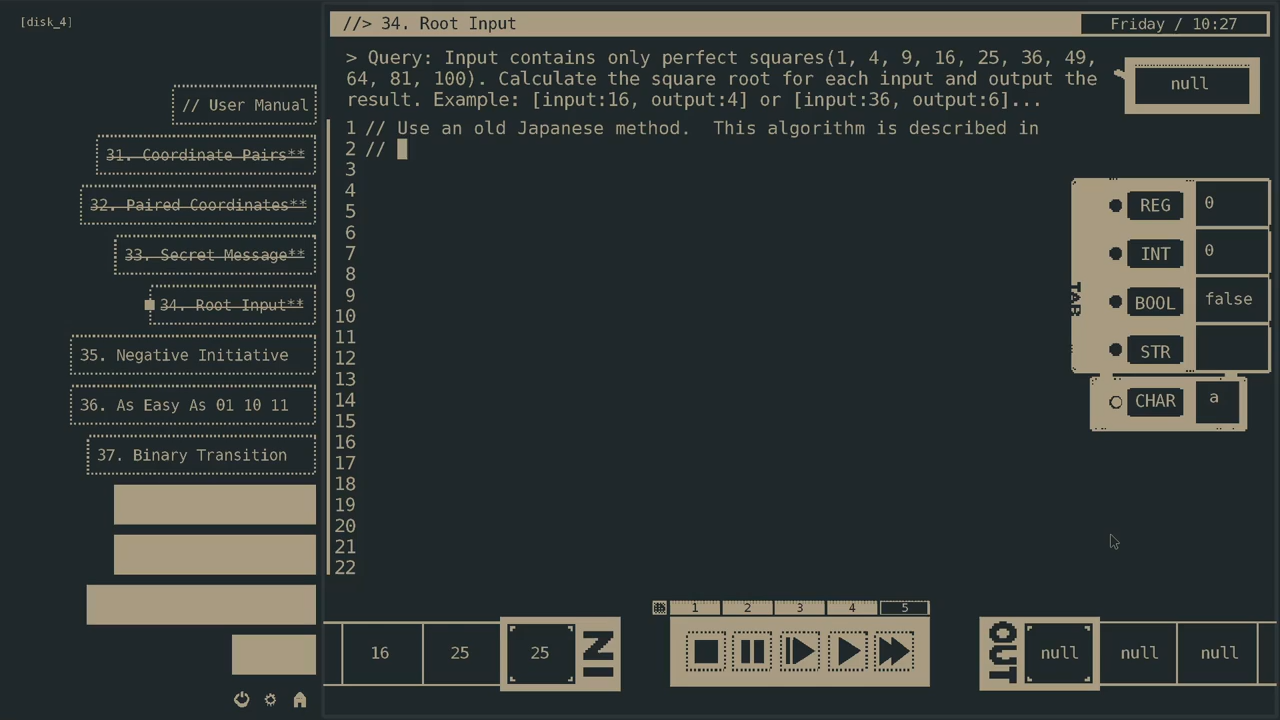 [disk_4]
//> 34. Root Input
Friday / 10:27
> Query: Input contains only perfect squares(1, 4, 9, 16, 25, 36, 49,
64, 81, 100). Calculate the square root for each input and output the
result. Example: [input:16, output:4] or [input:36, output:6]...
null
// User Manual
31. Coordinate Pairs**
32. Paired Coordinates**
33. Secret Message**
34. Root Input**
35. Negative Initiative
36. As Easy As 01 10 11
37. Binary Transition
1 // Use an old Japanese method.  This algorithm is described in
2 //
3
4
5
6
7
8
9
10
11
12
13
14
15
16
17
18
19
20
21
22
TAB
REG 0
INT 0
BOOL false
STR
CHAR a
1 2 3 4 5
16 25 25 IN
OUT null null null